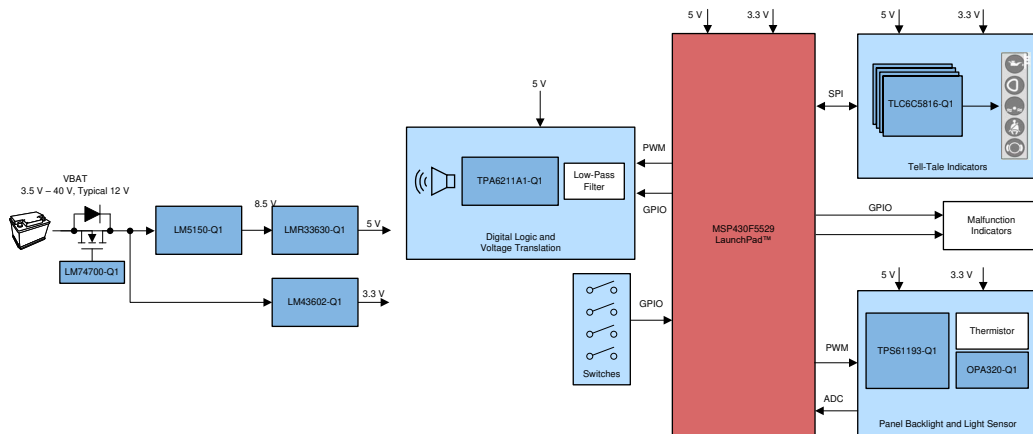 VBAT
3.5 V – 40 V, Typical 12 V
LM74700-Q1
LM5150-Q1
8.5 V
LMR33630-Q1
5 V
LM43602-Q1
3.3 V
5 V
TPA6211A1-Q1
Low-Pass
Filter
Digital Logic and
Voltage Translation
PWM
GPIO
Switches
GPIO
5 V
3.3 V
MSP430F5529
LaunchPad™
SPI
5 V
3.3 V
TLC6C5816-Q1
Tell-Tale Indicators
GPIO
Malfunction
Indicators
5 V
3.3 V
PWM
ADC
TPS61193-Q1
Thermistor
OPA320-Q1
Panel Backlight and Light Sensor